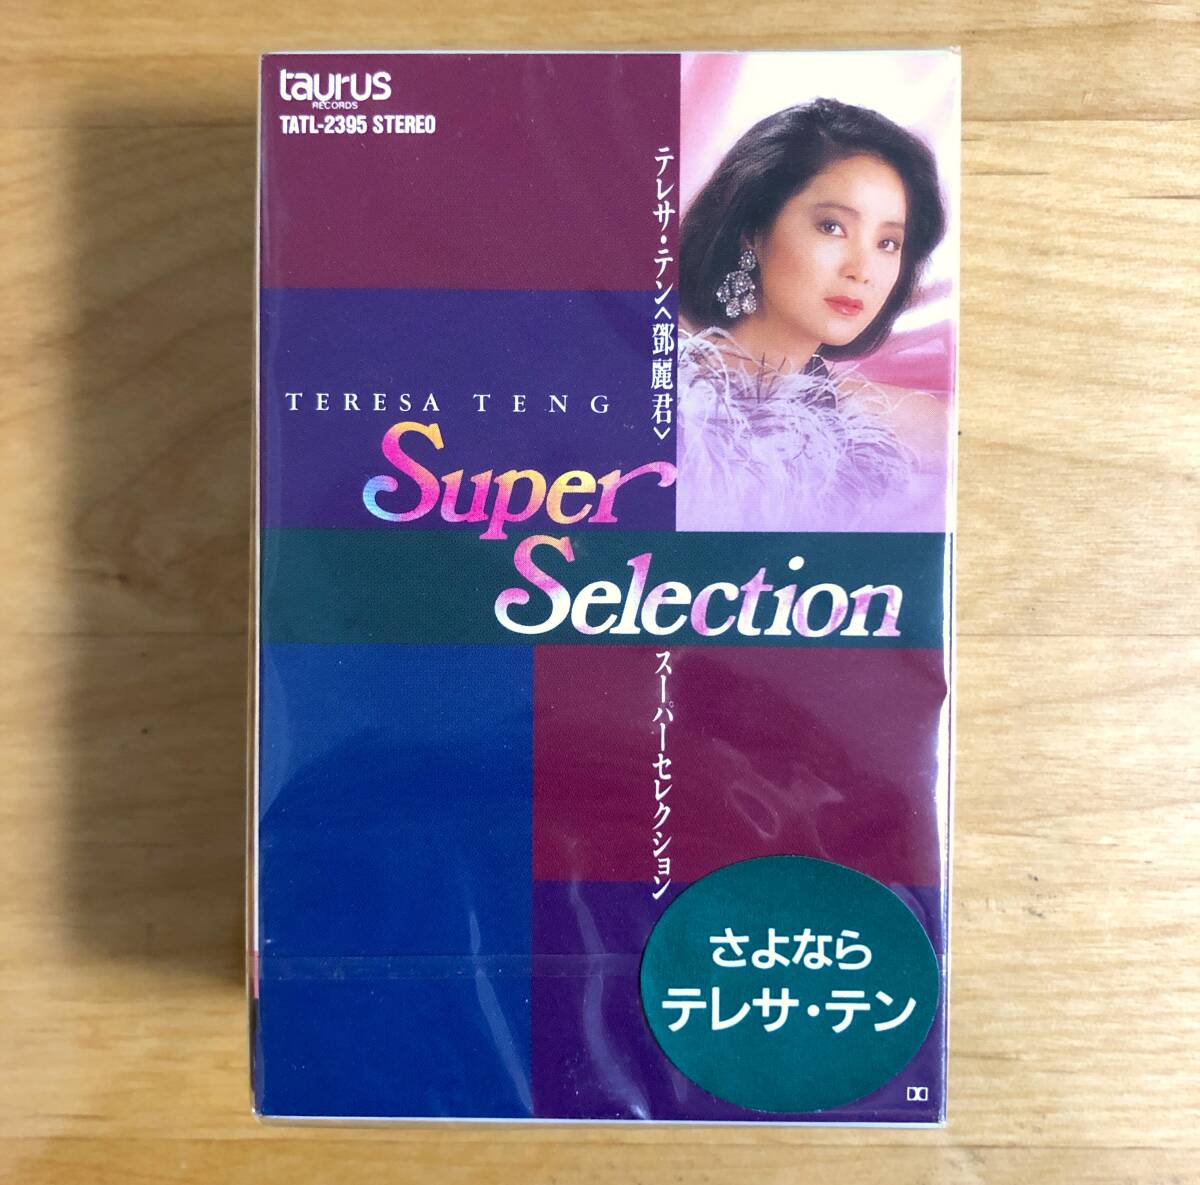 taurus
RECORDS
TATL-2395 STEREO
テレサ・テン〈鄧麗君〉
TERESA TENG
Super
Selection
スーパーセレクション
さよなら
テレサ・テン